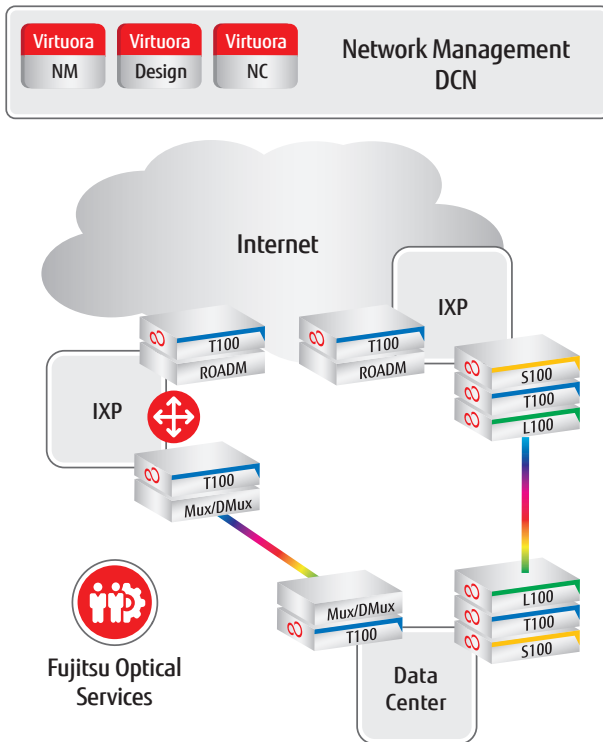 Virtuora
NM
Virtuora
Design
Virtuora
NC
Network Management
DCN
Internet
IXP
T100
ROADM
T100
ROADM
S100
T100
L100
IXP
T100
Mux/DMux
Mux/DMux
T100
L100
T100
S100
Data
Center
Fujitsu Optical
Services